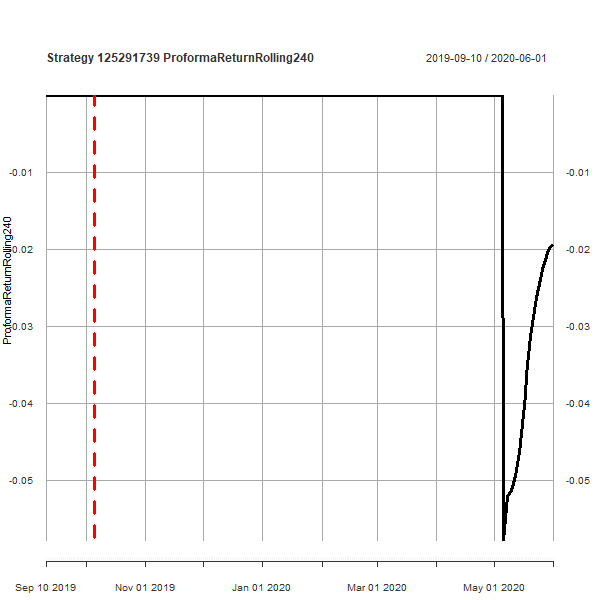 Strategy 125291739 ProformaReturnRolling240
2019-09-10 / 2020-06-01
ProformaReturnRolling240
-0.01 -0.01
-0.02 -0.02
-0.03 -0.03
-0.04 -0.04
-0.05 -0.05
Sep 10 2019 Nov 01 2019 Jan 01 2020 Mar 01 2020 May 01 2020